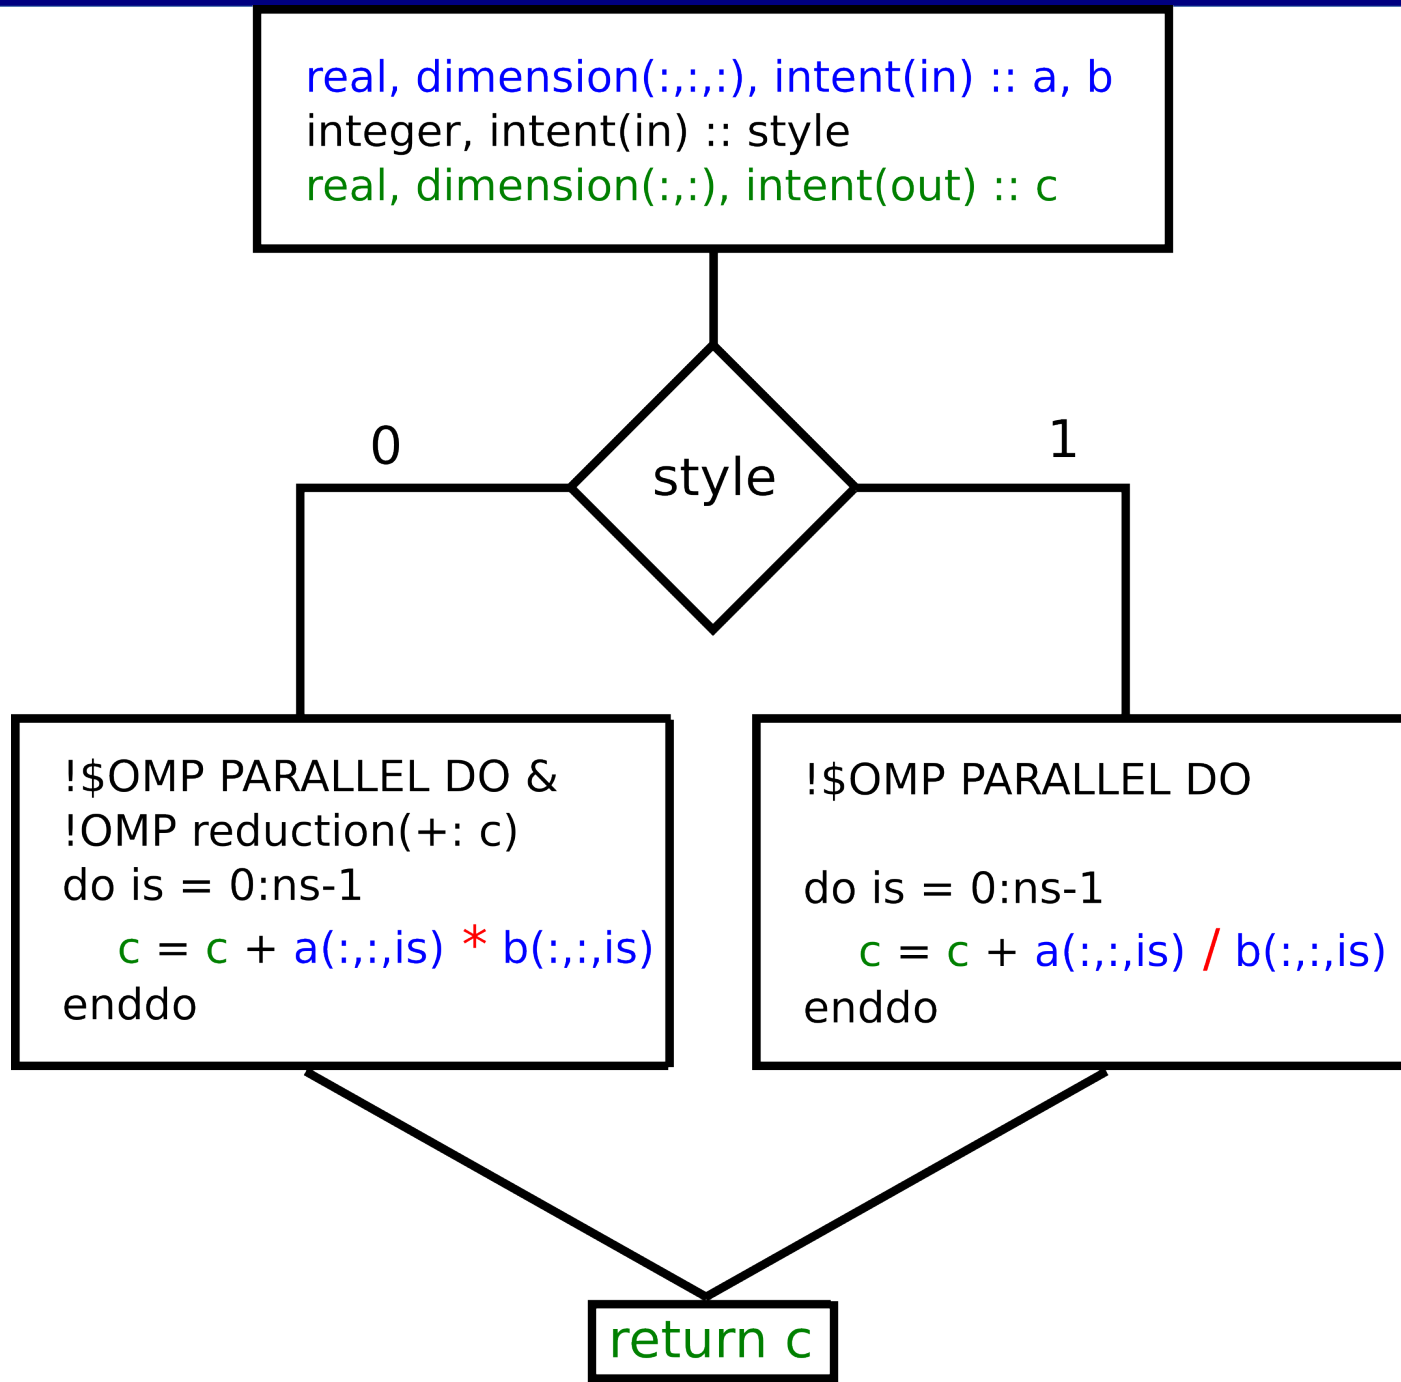 real, dimension(:,:,:), intent(in) :: a, b
integer, intent(in) :: style
real, dimension(:,:), intent(out) :: c
0
1
style
!$OMP PARALLEL DO &
!OMP reduction(+: c)
do is = 0:ns-1
c = c + a(:,:,is) * b(:,:,is)
enddo
!$OMP PARALLEL DO
do is = 0:ns-1
c = c + a(:,:,is) / b(:,:,is)
enddo
return c